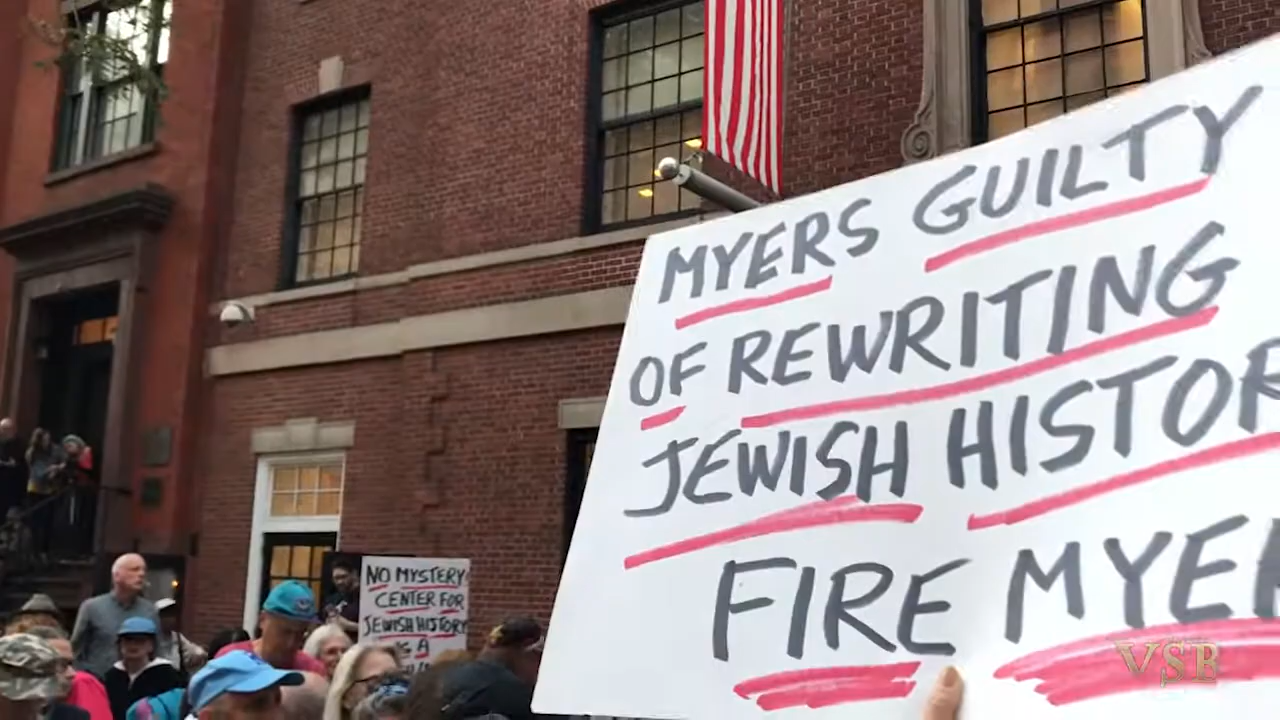 MYERS GUILTY
OF REWRITING
JEWISH HISTOR
FIRE MYER
NO MYSTERY
CENTER FOR
JEWISH HISTORY
A
VSB